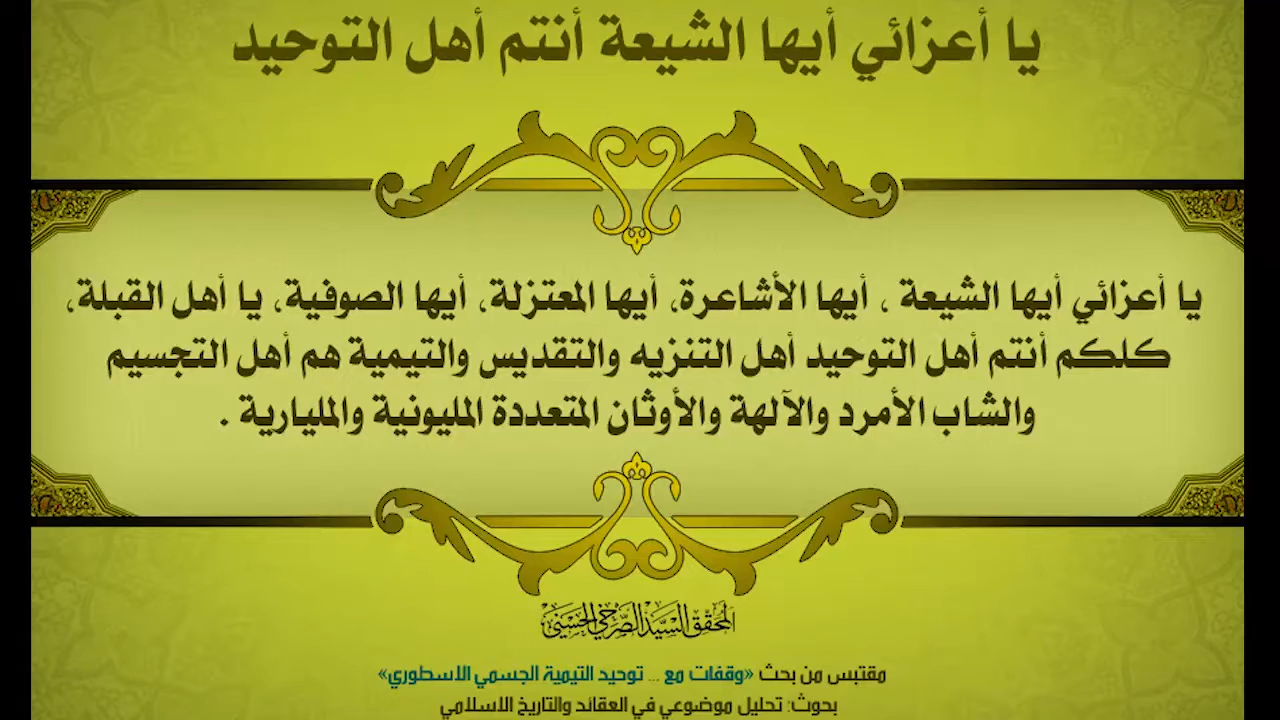 يا أعزائي أيها الشيعة أنتم أهل التوحيد
يا أعزائي أيها الشيعة ، أيها الأشاعرة، أيها المعتزلة، أيها الصوفية، يا أهل القبلة،
كلكم أنتم أهل التوحيد أهل التنزيه والتقديس والتيمية هم أهل التجسيم
والشاب الأمرد والآلهة والأوثان المتعددة المليونية والمليارية .
المحقق السيد الصرخي الحسني
مقتبس من بحث «وقفات مع ... توحيد التيمية الجسمي الاسطوري»
بحوث: تحليل موضوعي في العقائد والتاريخ الاسلامي